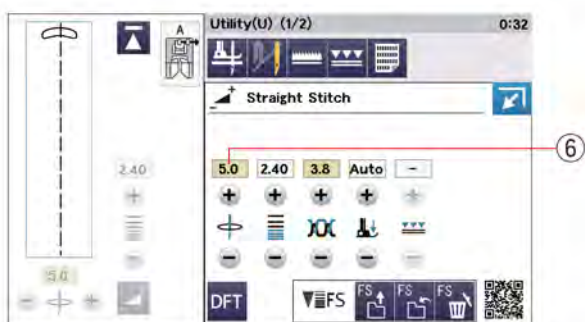 A
Utility(U) (1/2) 0:32
Straight Stitch
2.40
5.0
5.0 2.40 3.8 Auto -
DFT
FS FS FS FS
6